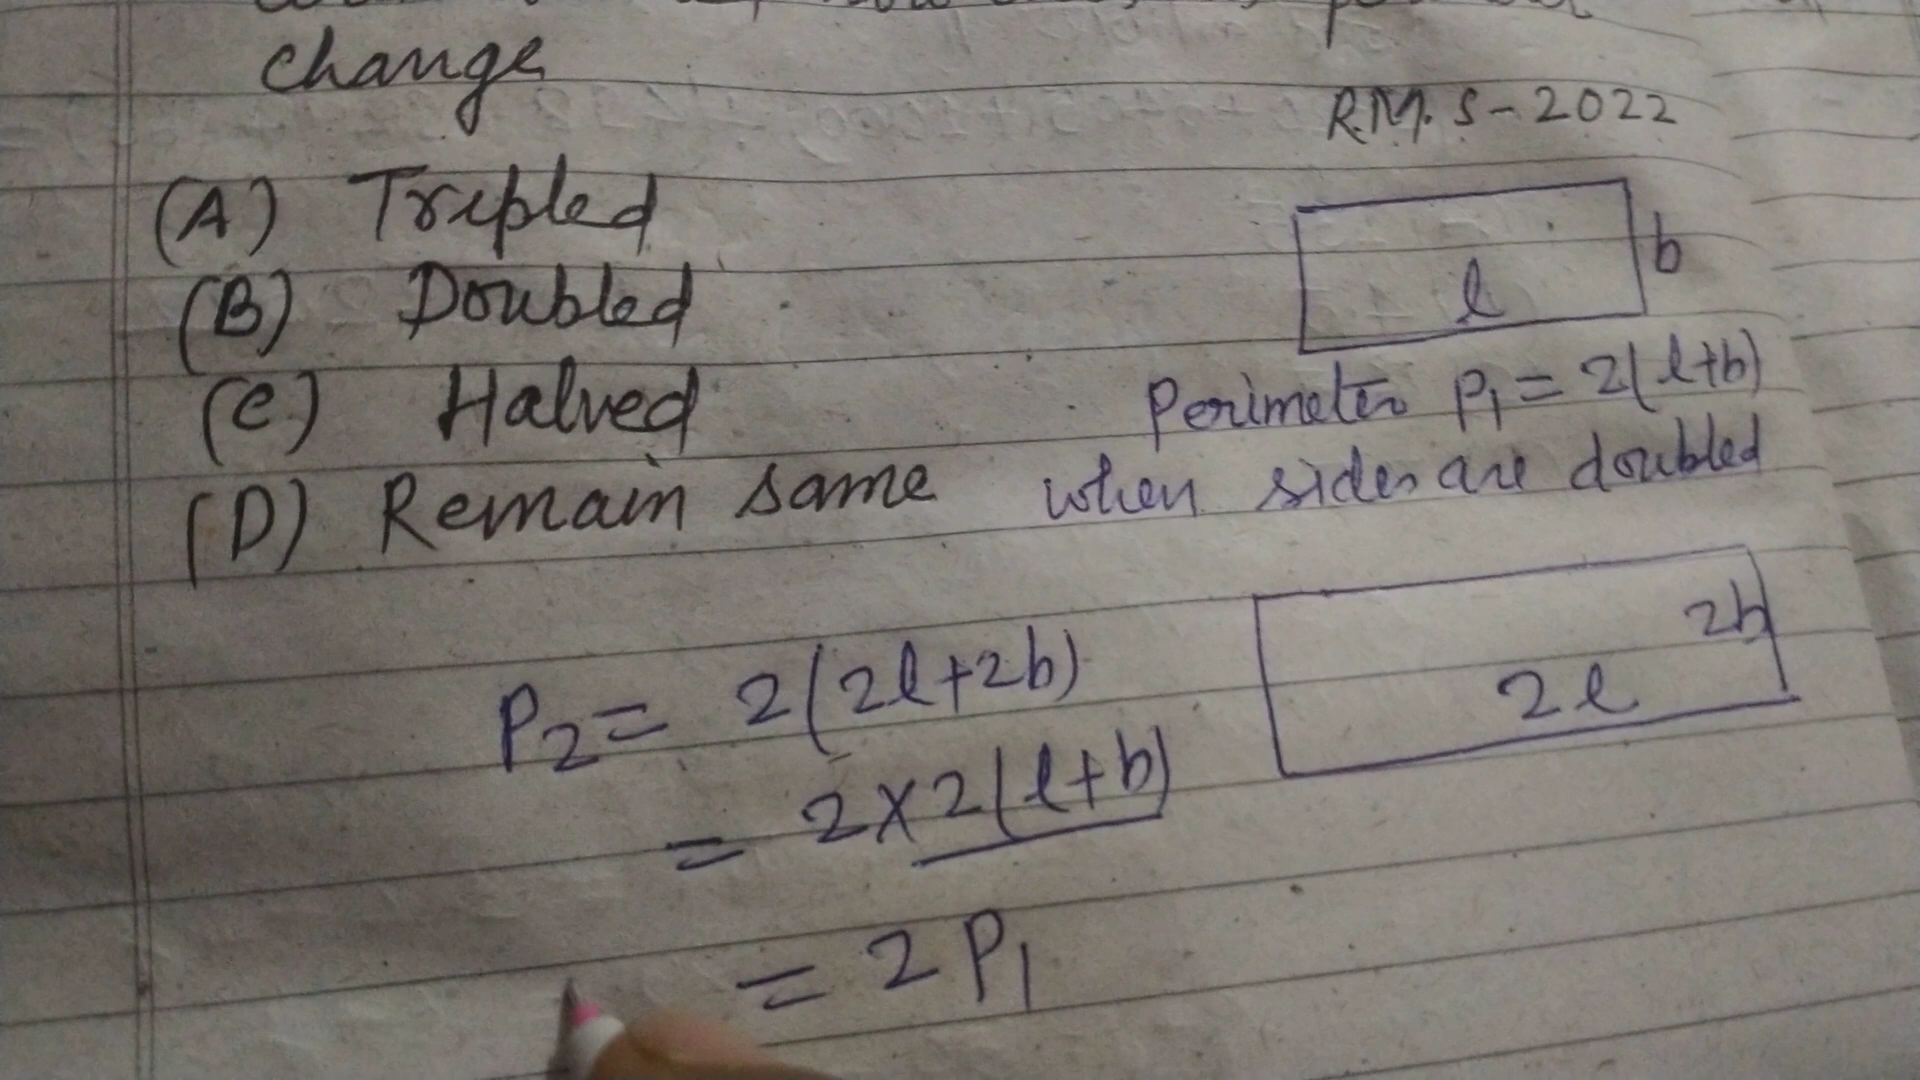 change
R.M.S-2022
(A) Tripled
(B) Doubled
(C) Halved
(D) Remain same
b
l
Perimeter P₁ = 2(l+b)
when sides are doubled
2b
2l
P₂ = 2(2l+2b)
= 2×2(l+b)
= 2P₁